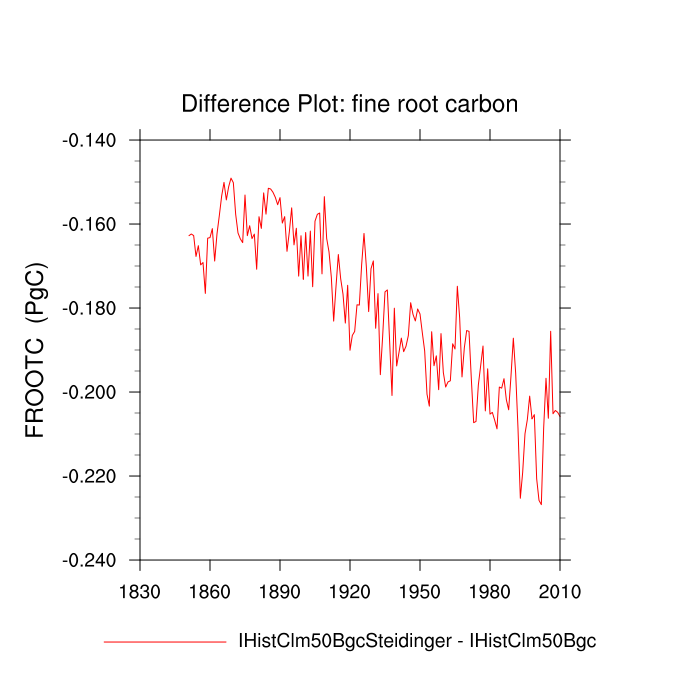 Difference Plot: fine root carbon
-0.140
-0.160
-0.180
-0.200
-0.220
-0.240
FROOTC (PgC)
1830 1860 1890 1920 1950 1980 2010
IHistClm50BgcSteidinger - IHistClm50Bgc